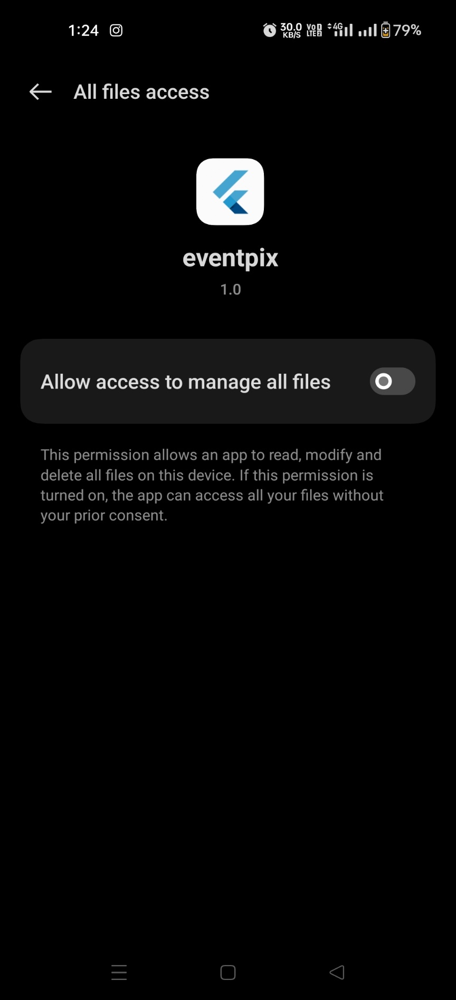 1:24 30.0 KB/S VoD LTE 2 4G 79%
All files access
eventpix
1.0
Allow access to manage all files
This permission allows an app to read, modify and
delete all files on this device. If this permission is
turned on, the app can access all your files without
your prior consent.